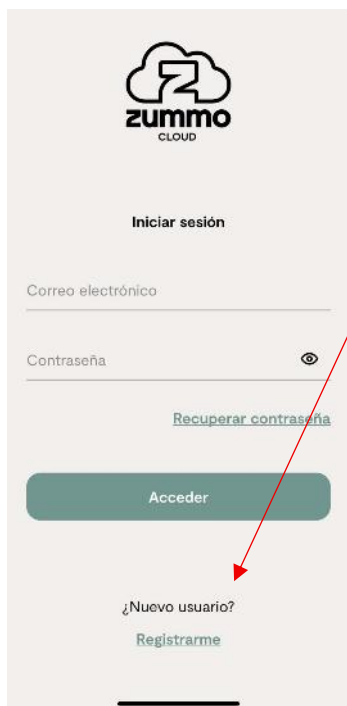 zummo
CLOUD
Iniciar sesión
Correo electrónico
Contraseña
Recuperar contraseña
Acceder
¿Nuevo usuario?
Registrarme